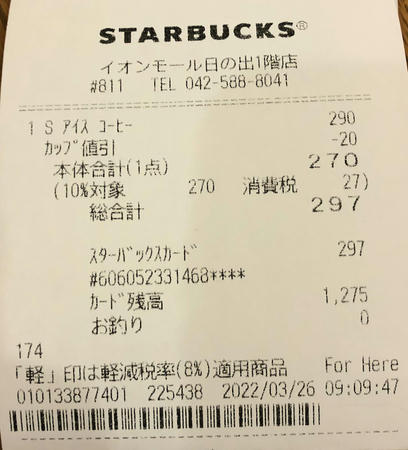 STARBUCKS®
イオンモール日の出1階店
#811 TEL 042-588-8041
1 S アイス コーヒー 290
カップ値引 -20
本体合計(1点) 270
(10%対象 270 消費税 27)
総合計 297
スターバックスカード 297
#606052331468****
カード残高 1,275
お釣り 0
174
「軽」印は軽減税率(8%)適用商品 For Here
010133877401 225438 2022/03/26 09:09:47